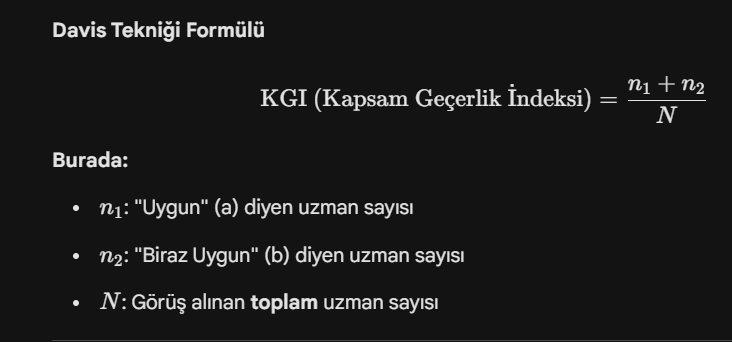 Davis Tekniği Formülü
KGI (Kapsam Geçerlik İndeksi) = \frac{n_1 + n_2}{N}
Burada:
• n_1: "Uygun" (a) diyen uzman sayısı
• n_2: "Biraz Uygun" (b) diyen uzman sayısı
• N: Görüş alınan toplam uzman sayısı